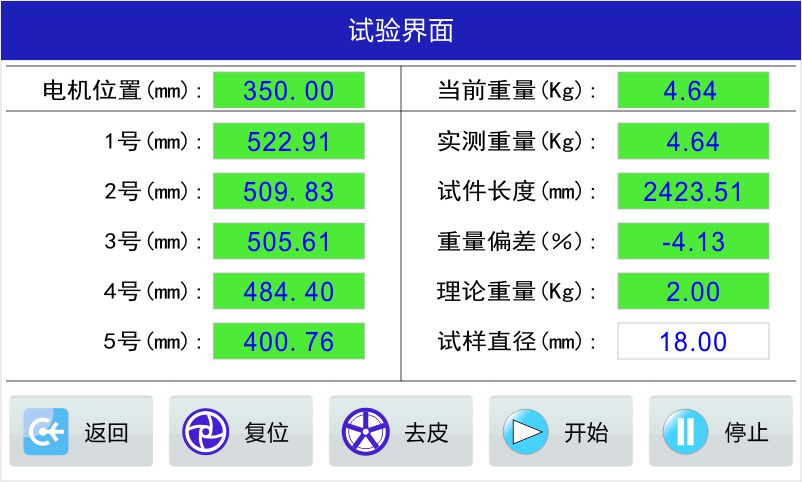 试验界面
电机位置(mm): 350.00 当前重量(Kg): 4.64
1号(mm): 522.91 实测重量(Kg): 4.64
2号(mm): 509.83 试件长度(mm): 2423.51
3号(mm): 505.61 重量偏差(%): -4.13
4号(mm): 484.40 理论重量(Kg): 2.00
5号(mm): 400.76 试样直径(mm): 18.00
返回 复位 去皮 开始 停止